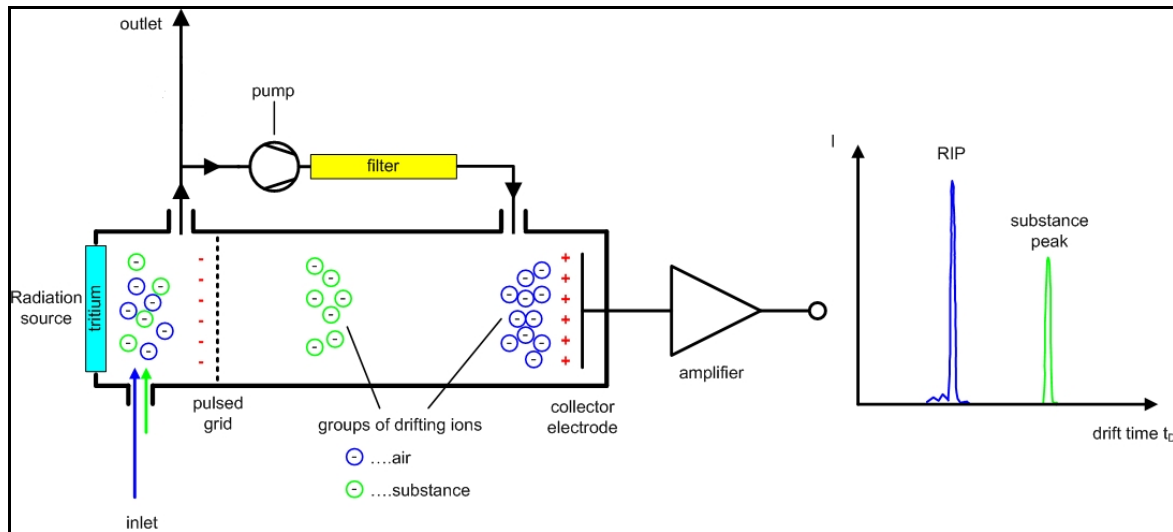 outlet
pump
filter
I
RIP
substance
peak
Radiation
source
tritium
- - - - - -
- - - - - -
+ + + + + +
amplifier
pulsed
grid
groups of drifting ions
collector
electrode
drift time t_D
- ....air
- ....substance
inlet